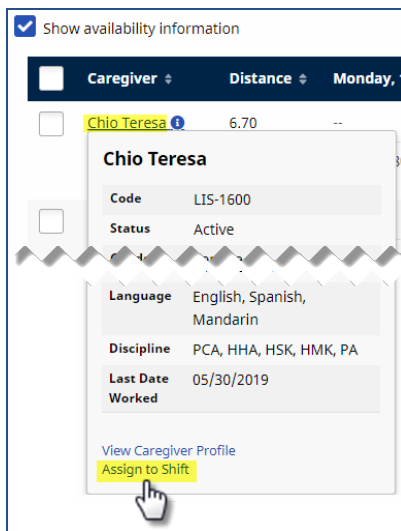 Show availability information
Caregiver Distance Monday,
Chio Teresa 6.70 --
Chio Teresa
Code LIS-1600
Status Active
Language English, Spanish,
Mandarin
Discipline PCA, HHA, HSK, HMK, PA
Last Date 05/30/2019
Worked
View Caregiver Profile
Assign to Shift